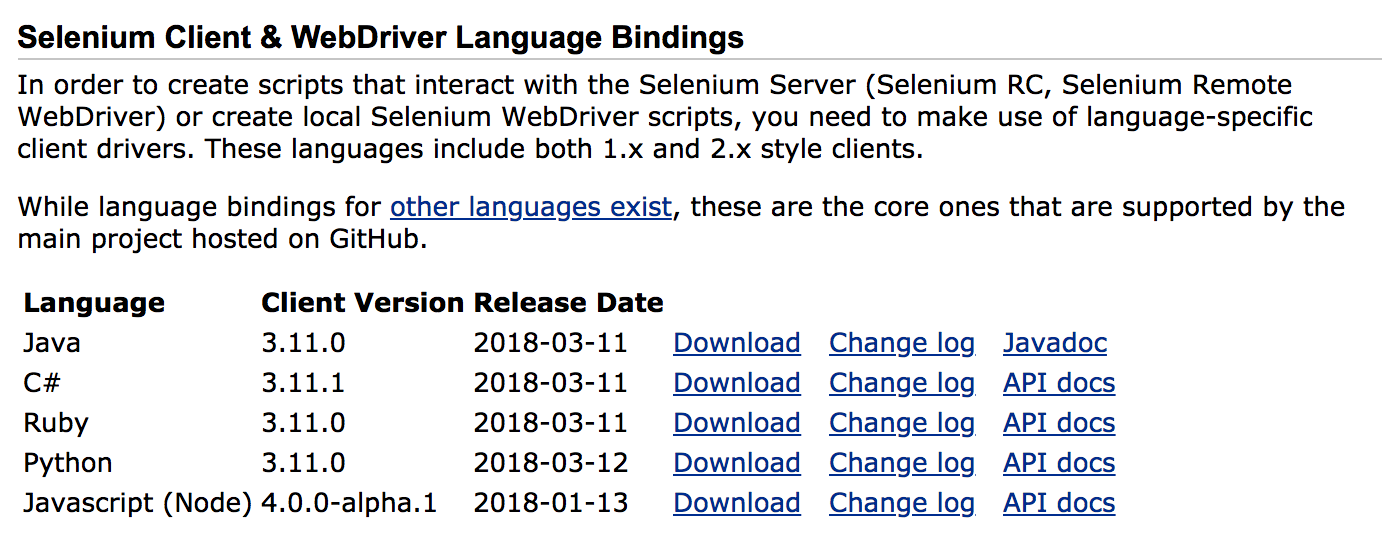 Selenium Client & WebDriver Language Bindings
In order to create scripts that interact with the Selenium Server (Selenium RC, Selenium Remote
WebDriver) or create local Selenium WebDriver scripts, you need to make use of language-specific
client drivers. These languages include both 1.x and 2.x style clients.
While language bindings for other languages exist, these are the core ones that are supported by the
main project hosted on GitHub.
Language Client Version Release Date
Java 3.11.0 2018-03-11 Download Change log Javadoc
C# 3.11.1 2018-03-11 Download Change log API docs
Ruby 3.11.0 2018-03-11 Download Change log API docs
Python 3.11.0 2018-03-12 Download Change log API docs
Javascript (Node) 4.0.0-alpha.1 2018-01-13 Download Change log API docs